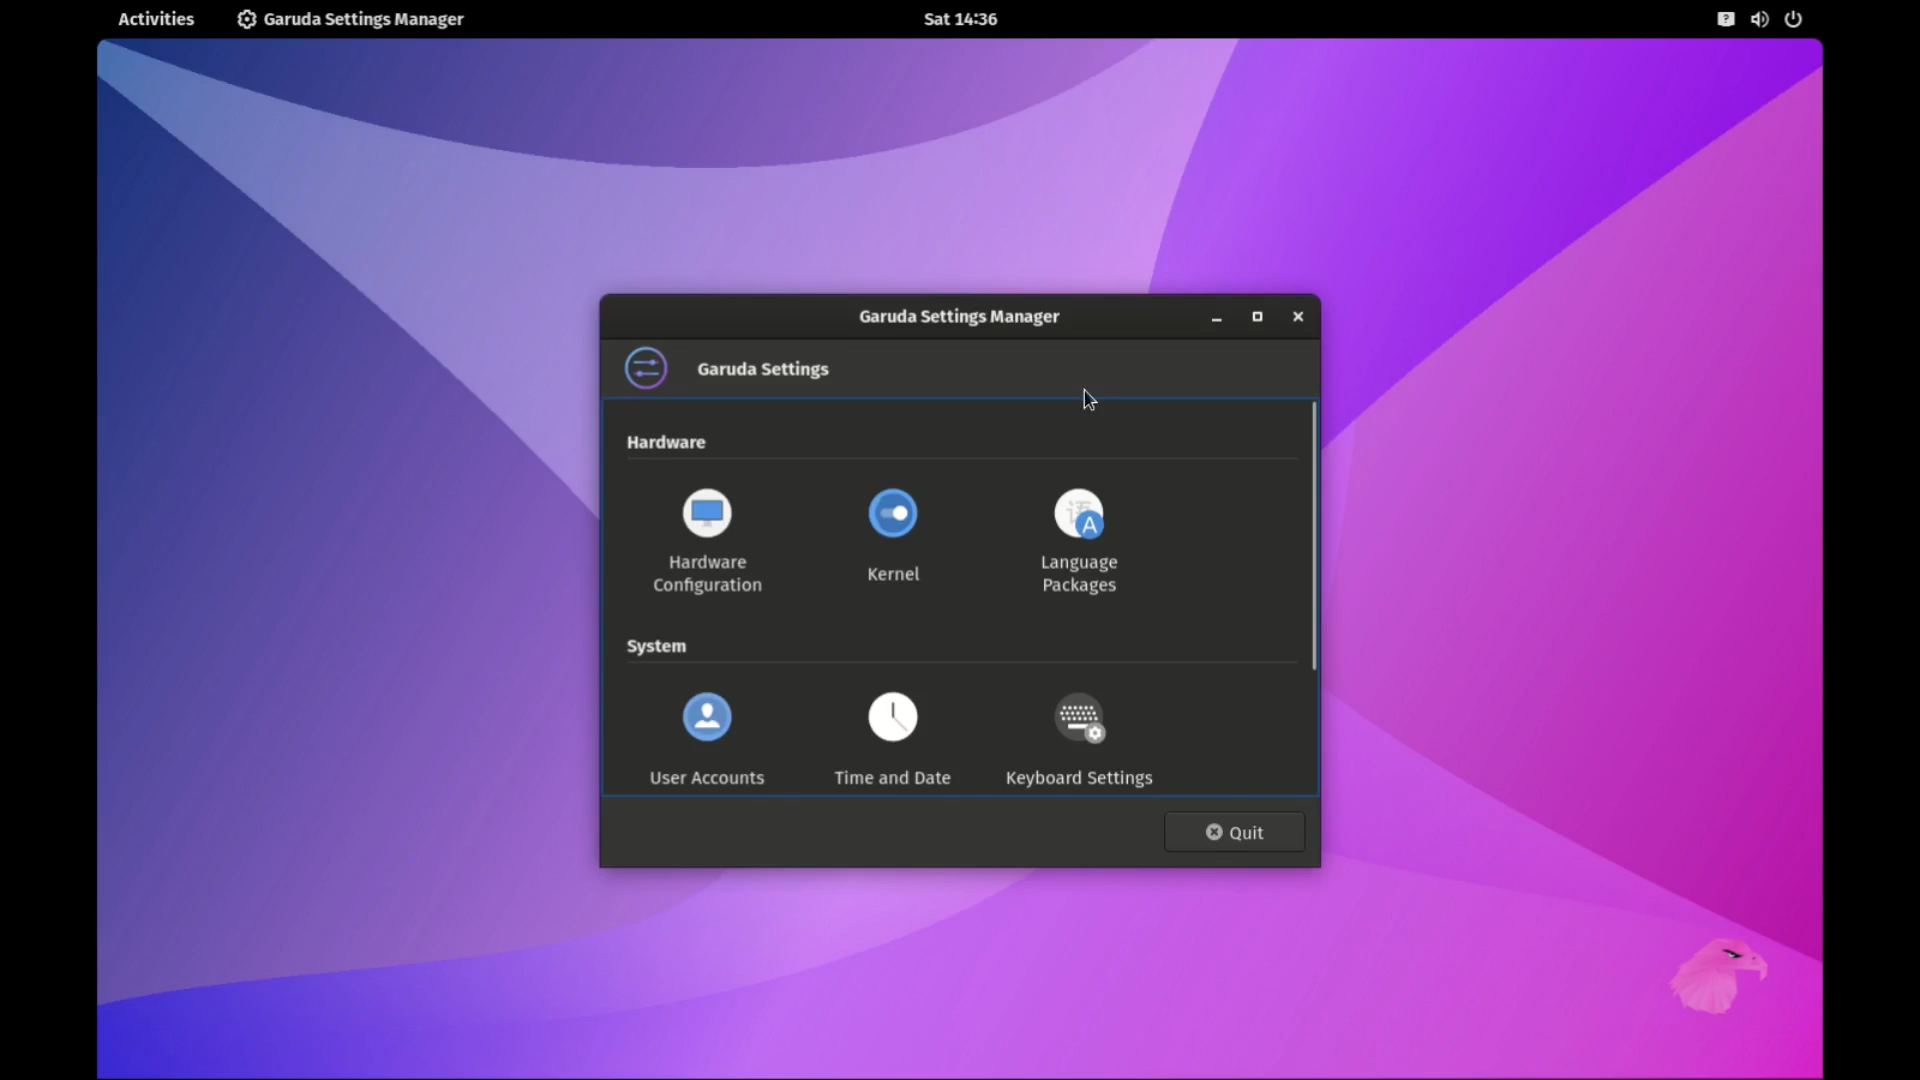 Activities
Garuda Settings Manager
Sat 14:36
Garuda Settings Manager
Garuda Settings
Hardware
Hardware
Configuration
Kernel
语
A
Language
Packages
System
User Accounts
Time and Date
Keyboard Settings
Quit